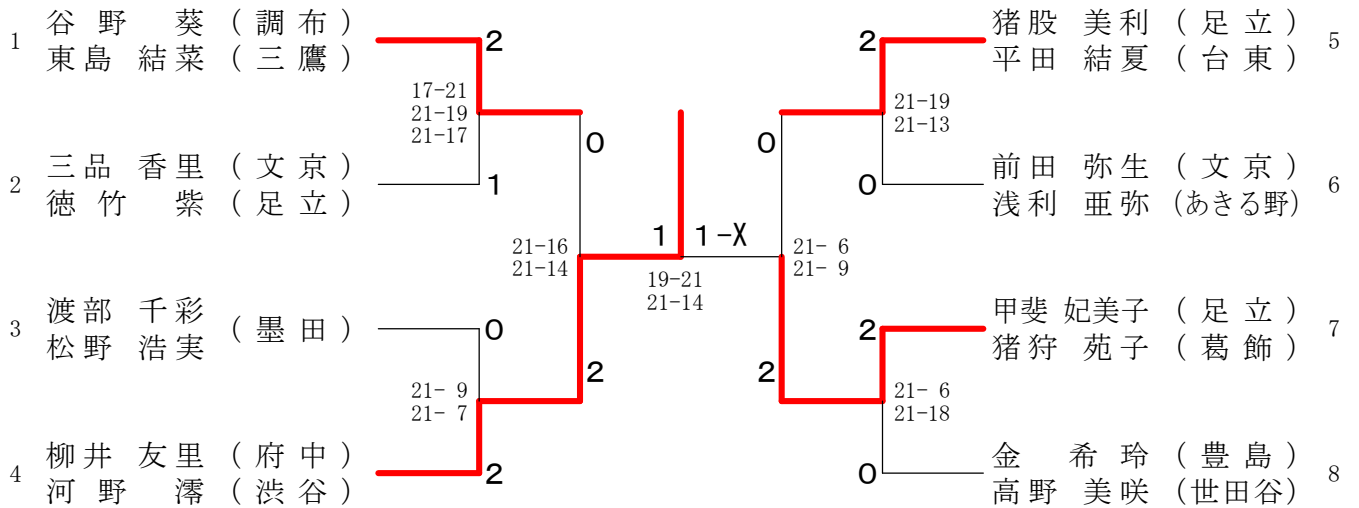 1 谷野 葵 (調布)
東島 結菜 (三鷹)
2
17-21
21-19
21-17
2 三品 香里 (文京)
徳竹 紫 (足立)
1
0
21-16
21-14
3 渡部 千彩
松野 浩実
(墨田)
0
21- 9
21- 7
2
4 柳井 友里 (府中)
河野 澪 (渋谷)
2
1 1-X
19-21
21-14
猪股 美利 (足立) 5
平田 結夏 (台東)
2
21-19
21-13
前田 弥生 (文京) 6
浅利 亜弥 (あきる野)
0
0
21- 6
21- 9
甲斐 妃美子 (足立) 7
猪狩 苑子 (葛飾)
2
21- 6
21-18
2
金 希玲 (豊島) 8
高野 美咲 (世田谷)
0